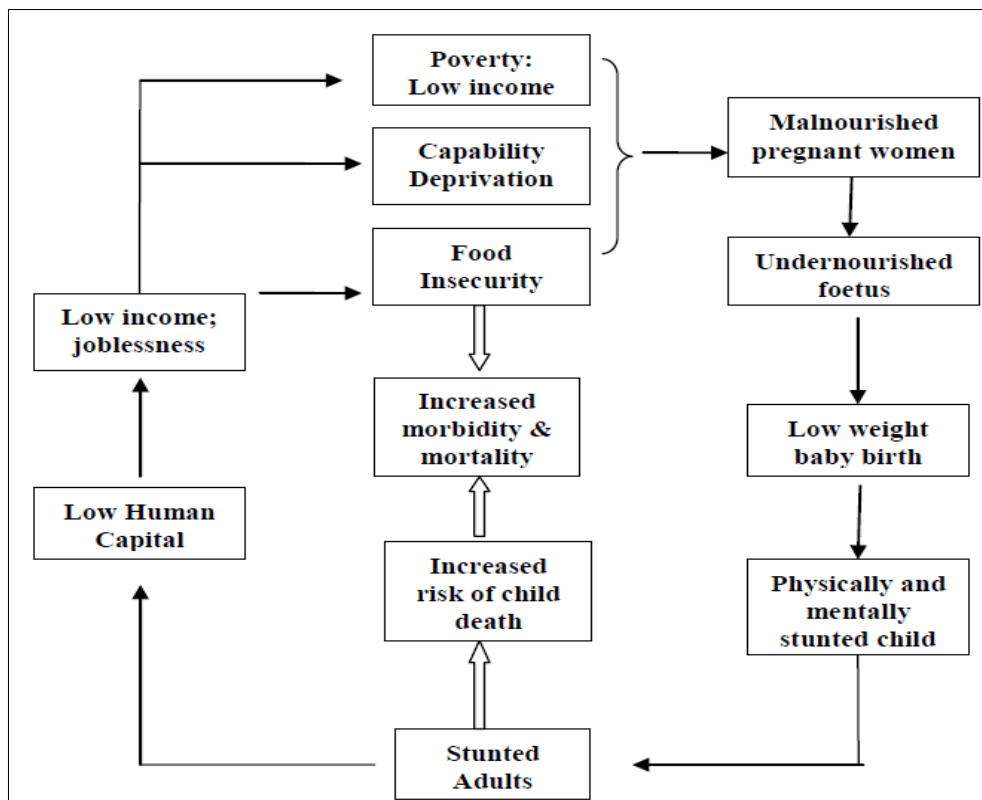 Poverty:
Low income
Capability
Deprivation
Food
Insecurity
Malnourished
pregnant women
Undernourished
foetus
Low income;
joblessness
Increased
morbidity &
mortality
Low weight
baby birth
Low Human
Capital
Increased
risk of child
death
Physically and
mentally
stunted child
Stunted
Adults